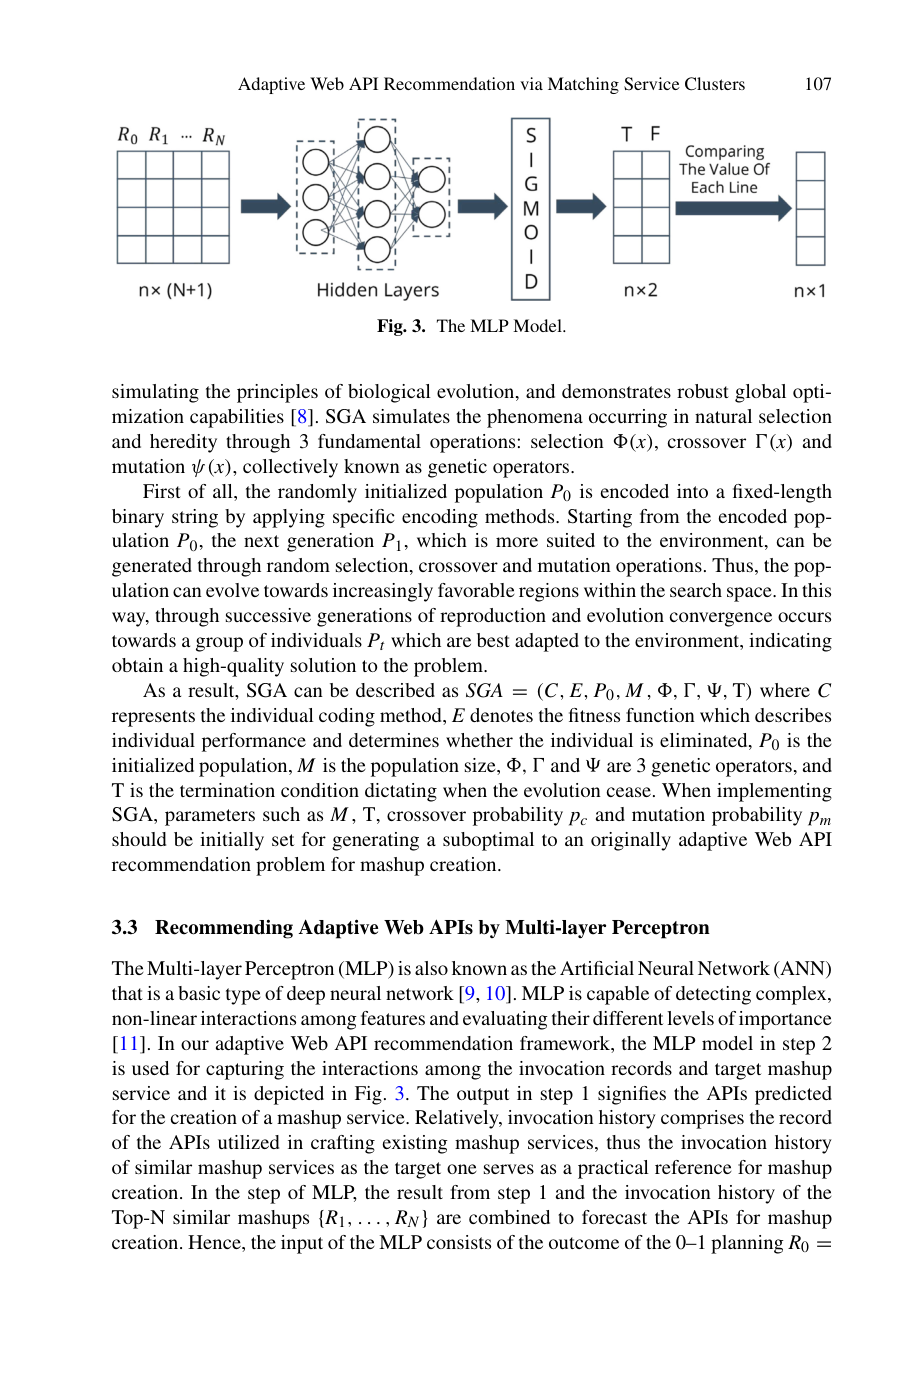 Adaptive Web API Recommendation via Matching Service Clusters 107
R0 R1 ... RN
n× (N+1)
Hidden Layers
S
I
G
M
O
I
D
T F
n×2
Comparing
The Value Of
Each Line
n×1
Fig. 3. The MLP Model.
simulating the principles of biological evolution, and demonstrates robust global opti-
mization capabilities [8]. SGA simulates the phenomena occurring in natural selection
and heredity through 3 fundamental operations: selection Φ(x), crossover Γ(x) and
mutation ψ(x), collectively known as genetic operators.
First of all, the randomly initialized population P0 is encoded into a fixed-length
binary string by applying specific encoding methods. Starting from the encoded pop-
ulation P0, the next generation P1, which is more suited to the environment, can be
generated through random selection, crossover and mutation operations. Thus, the pop-
ulation can evolve towards increasingly favorable regions within the search space. In this
way, through successive generations of reproduction and evolution convergence occurs
towards a group of individuals Pt which are best adapted to the environment, indicating
obtain a high-quality solution to the problem.
As a result, SGA can be described as SGA = (C, E, P0, M, Φ, Γ, Ψ, T) where C
represents the individual coding method, E denotes the fitness function which describes
individual performance and determines whether the individual is eliminated, P0 is the
initialized population, M is the population size, Φ, Γ and Ψ are 3 genetic operators, and
T is the termination condition dictating when the evolution cease. When implementing
SGA, parameters such as M, T, crossover probability pc and mutation probability pm
should be initially set for generating a suboptimal to an originally adaptive Web API
recommendation problem for mashup creation.
3.3 Recommending Adaptive Web APIs by Multi-layer Perceptron
The Multi-layer Perceptron (MLP) is also known as the Artificial Neural Network (ANN)
that is a basic type of deep neural network [9, 10]. MLP is capable of detecting complex,
non-linear interactions among features and evaluating their different levels of importance
[11]. In our adaptive Web API recommendation framework, the MLP model in step 2
is used for capturing the interactions among the invocation records and target mashup
service and it is depicted in Fig. 3. The output in step 1 signifies the APIs predicted
for the creation of a mashup service. Relatively, invocation history comprises the record
of the APIs utilized in crafting existing mashup services, thus the invocation history
of similar mashup services as the target one serves as a practical reference for mashup
creation. In the step of MLP, the result from step 1 and the invocation history of the
Top-N similar mashups {R1, . . . , RN} are combined to forecast the APIs for mashup
creation. Hence, the input of the MLP consists of the outcome of the 0–1 planning R0 =